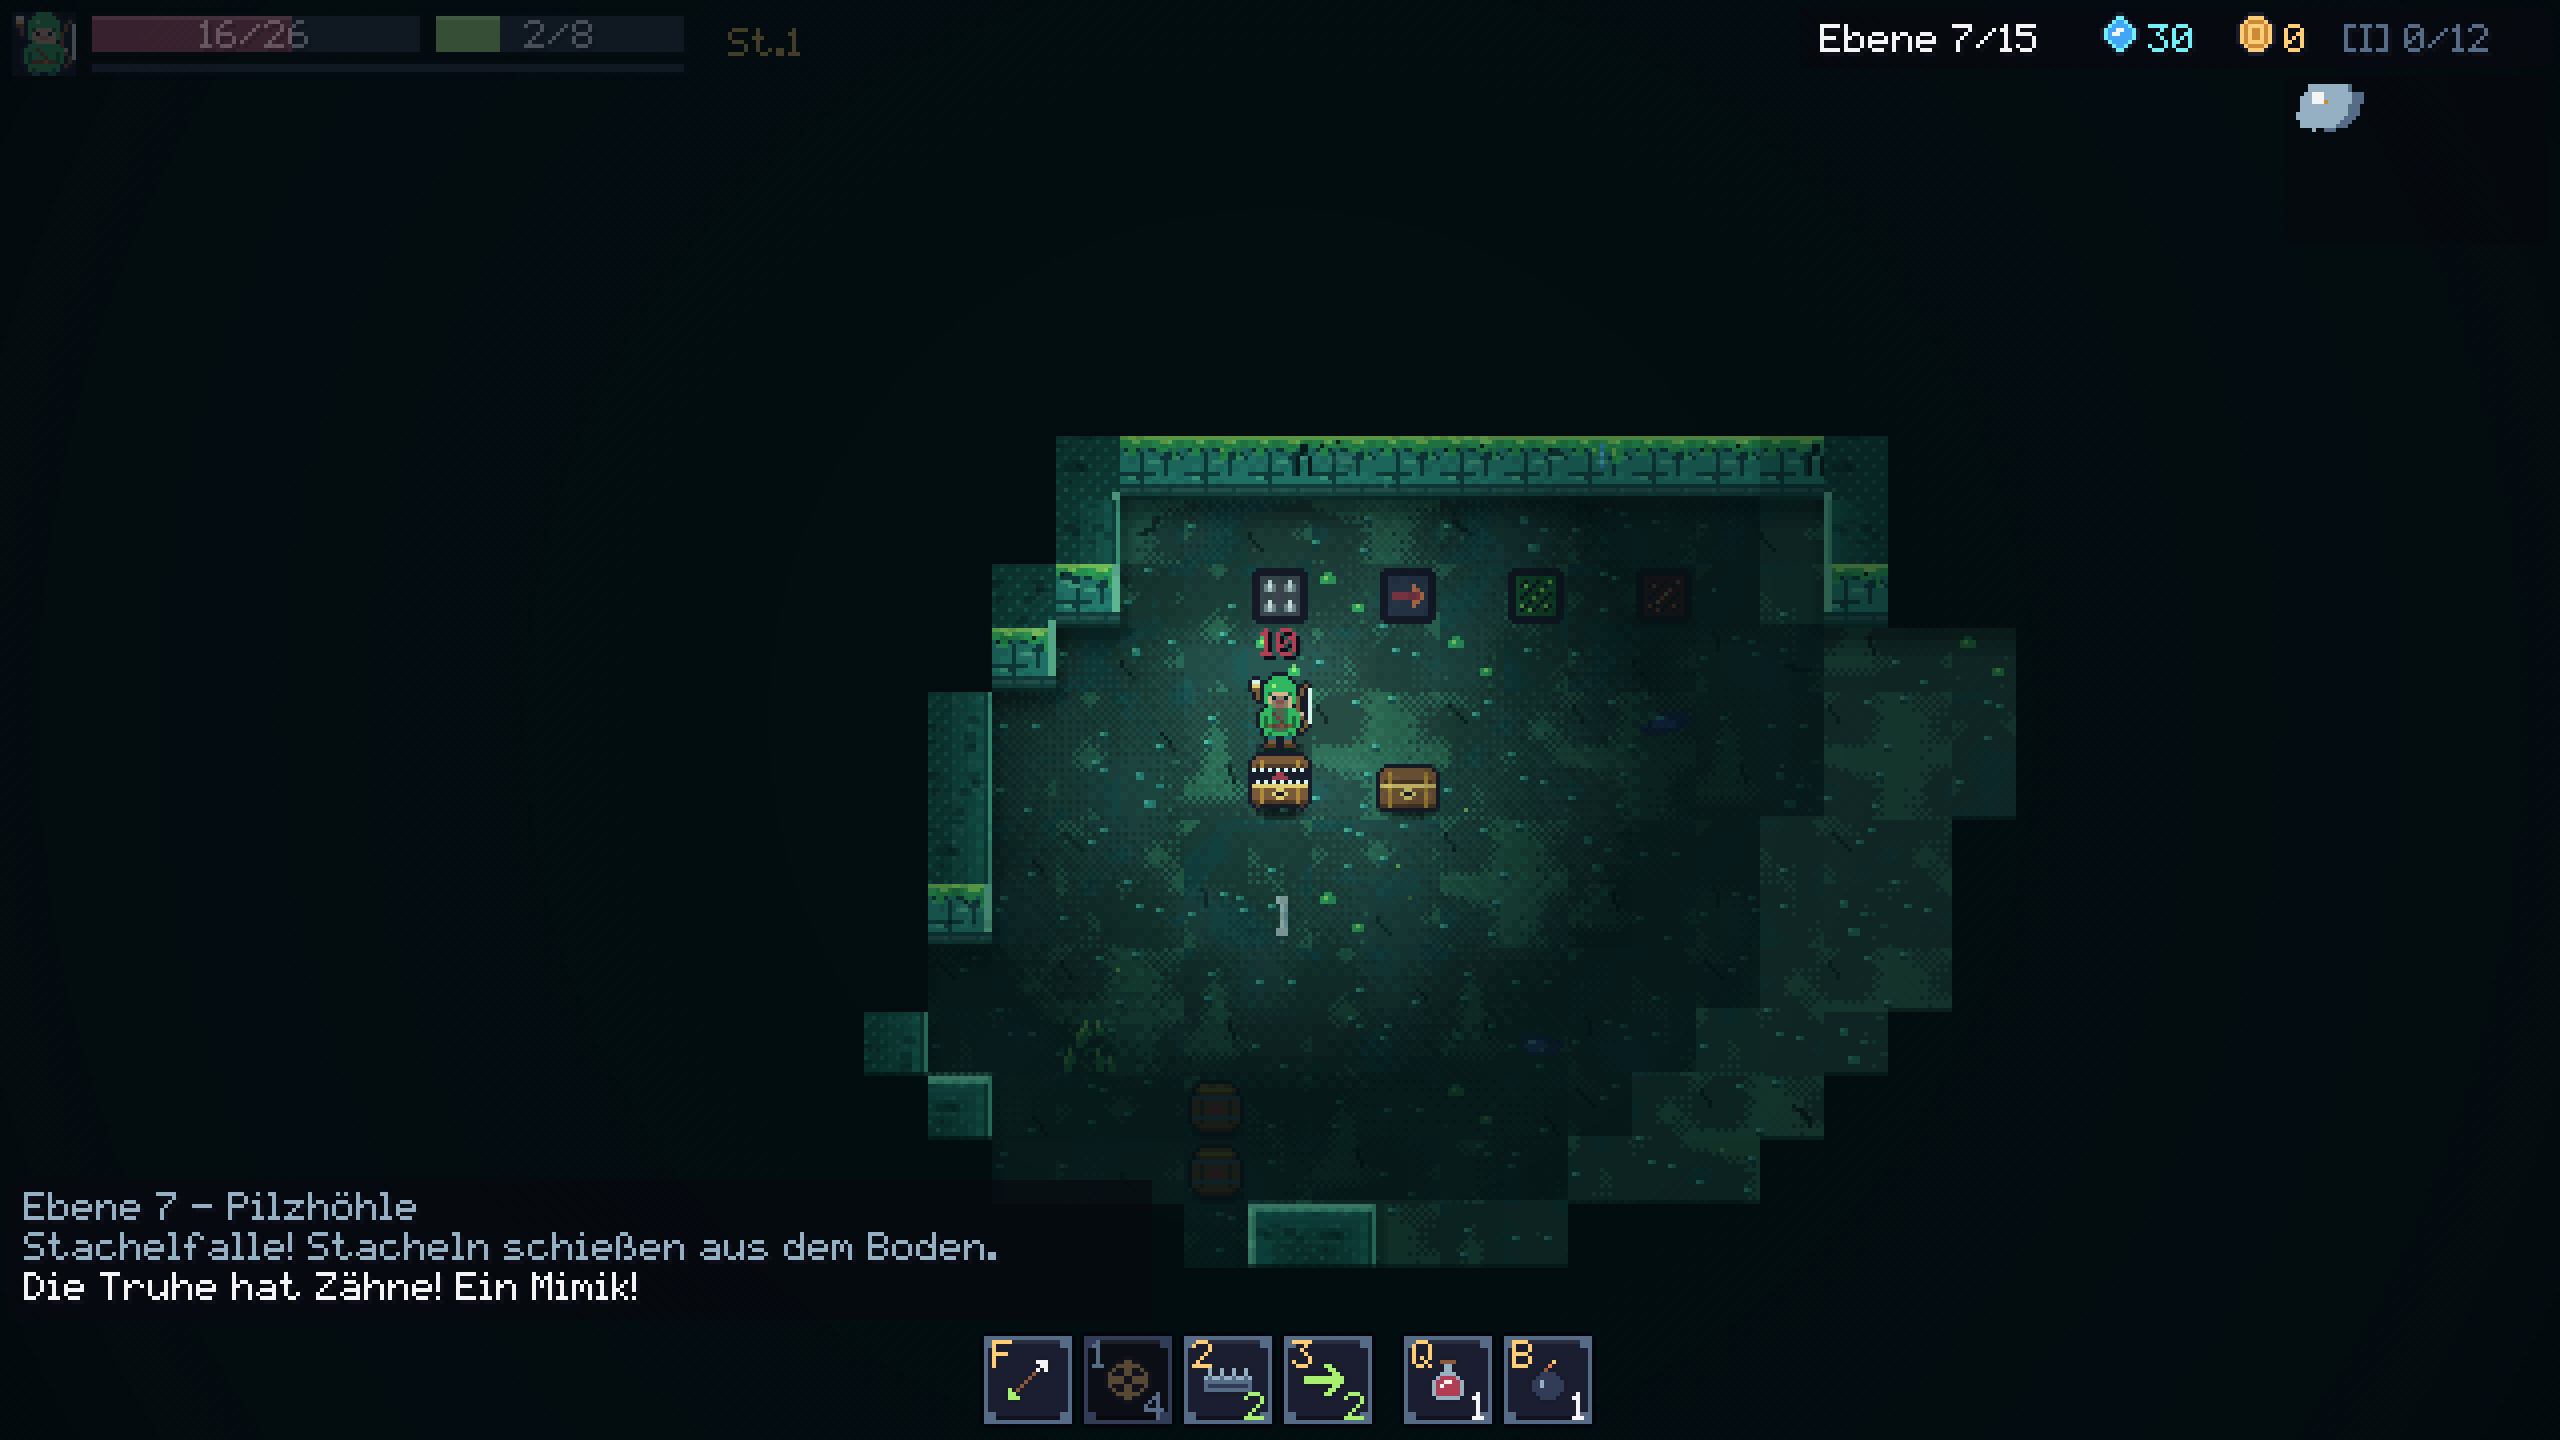 16/26 2/8 St.1 Ebene 7/15 30 0 [I] 0/12
10
1
Ebene 7 - Pilzhöhle
Stachelfalle! Stacheln schießen aus dem Boden.
Die Truhe hat Zähne! Ein Mimik!
F 1 4 2 2 3 2 Q 1 B 1